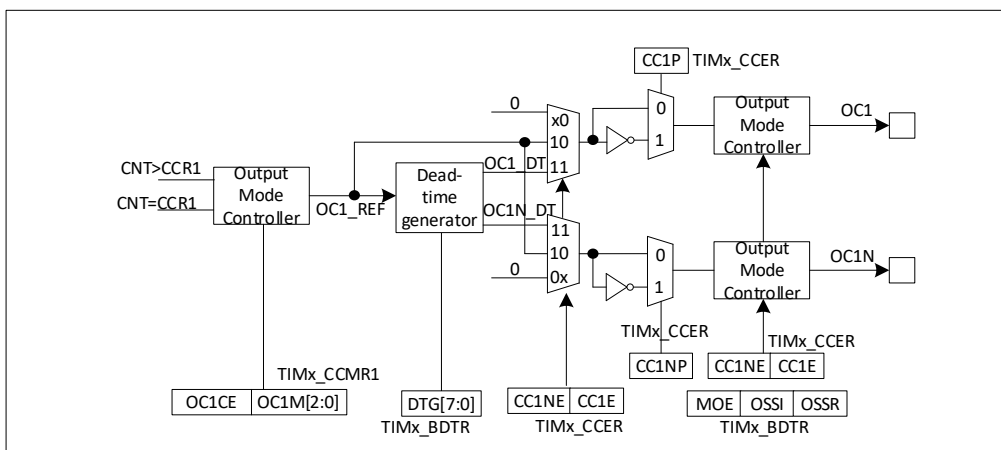 CC1P TIMx_CCER
0
x0
10
11
0
1
Output
Mode
Controller
OC1
CNT>CCR1
CNT=CCR1
Output
Mode
Controller
OC1_REF
Dead-
time
generator
OC1_DT
OC1N_DT
11
10
0x
0
0
1
Output
Mode
Controller
OC1N
TIMx_CCER
CC1NP
TIMx_CCER
CC1NE CC1E
TIMx_CCMR1
OC1CE OC1M[2:0]
DTG[7:0]
TIMx_BDTR
CC1NE CC1E
TIMx_CCER
MOE OSSI OSSR
TIMx_BDTR